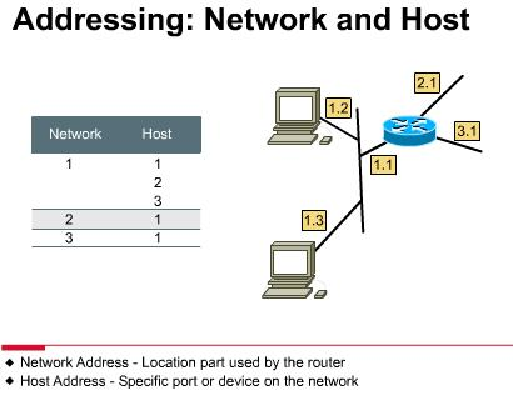 Addressing: Network and Host
Network Host
1 1
2
3
2 1
3 1
2.1
1.2
3.1
1.1
1.3
Network Address - Location part used by the router
Host Address - Specific port or device on the network